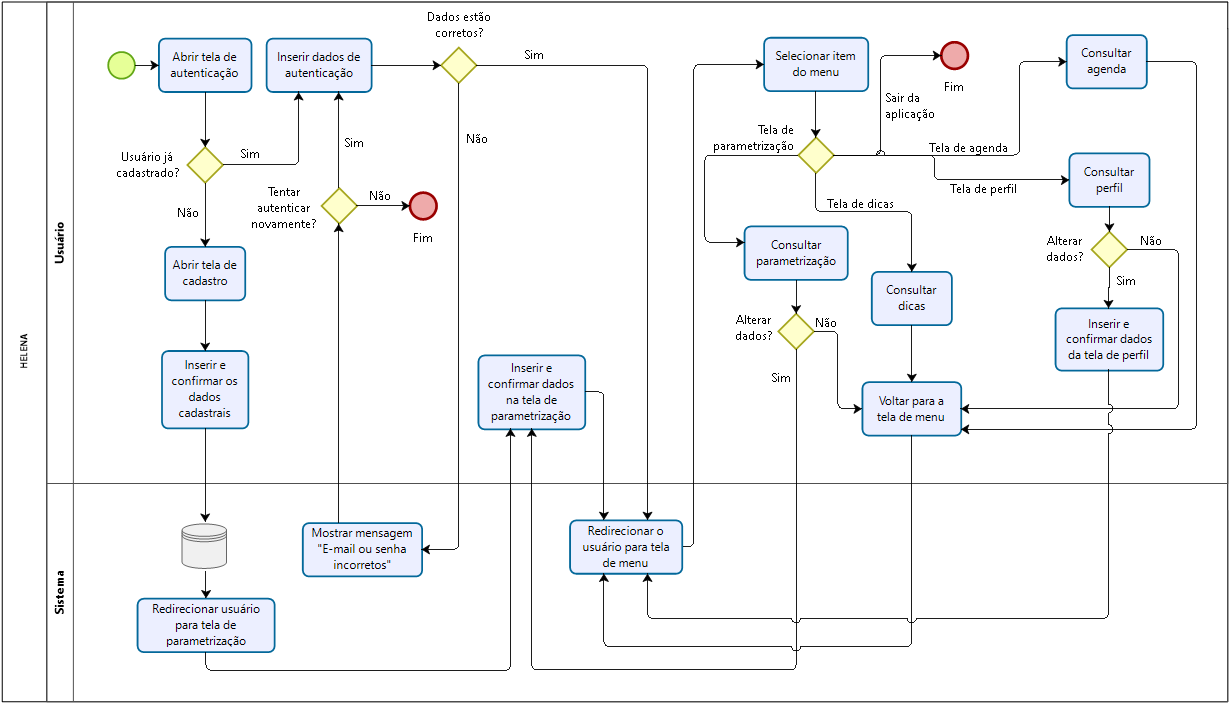 HELENA
Usuário
Sistema
Abrir tela de
autenticação
Inserir dados de
autenticação
Dados estão
corretos?
Sim
Não
Usuário já
cadastrado?
Sim
Não
Sim
Tentar
autenticar
novamente?
Não
Fim
Abrir tela de
cadastro
Inserir e
confirmar os
dados
cadastrais
Redirecionar usuário
para tela de
parametrização
Mostrar mensagem
"E-mail ou senha
incorretos"
Inserir e
confirmar dados
na tela de
parametrização
Redirecionar o
usuário para tela
de menu
Selecionar item
do menu
Sair da
aplicação
Fim
Tela de
parametrização
Tela de agenda
Tela de perfil
Tela de dicas
Consultar
agenda
Consultar
perfil
Alterar
dados?
Não
Sim
Inserir e
confirmar dados
da tela de perfil
Consultar
parametrização
Alterar
dados?
Não
Sim
Consultar
dicas
Voltar para a
tela de menu